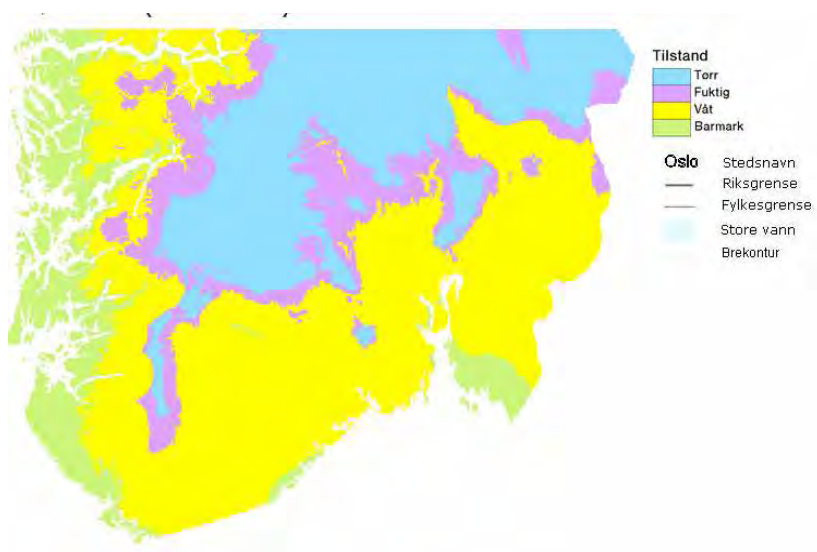 Tilstand
Tørr
Fuktig
Våt
Barmark
Oslo Stedsnavn
Riksgrense
Fylkesgrense
Store vann
Brekontur